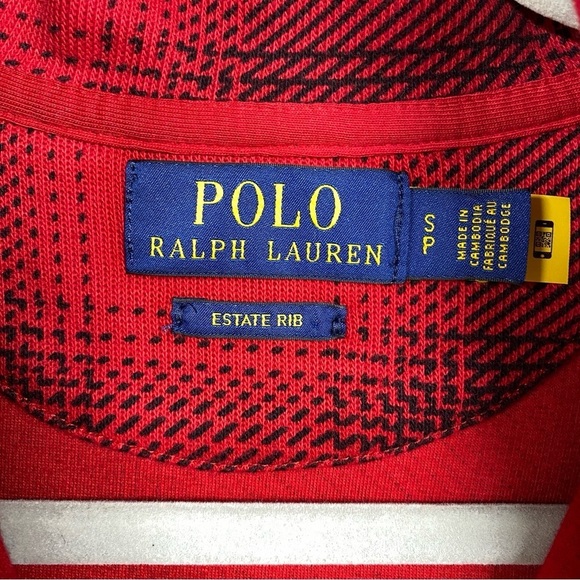 POLO
RALPH LAUREN
ESTATE RIB
S
P
MADE IN
CAMBODIA
FABRIQUÉ AU
CAMBODGE